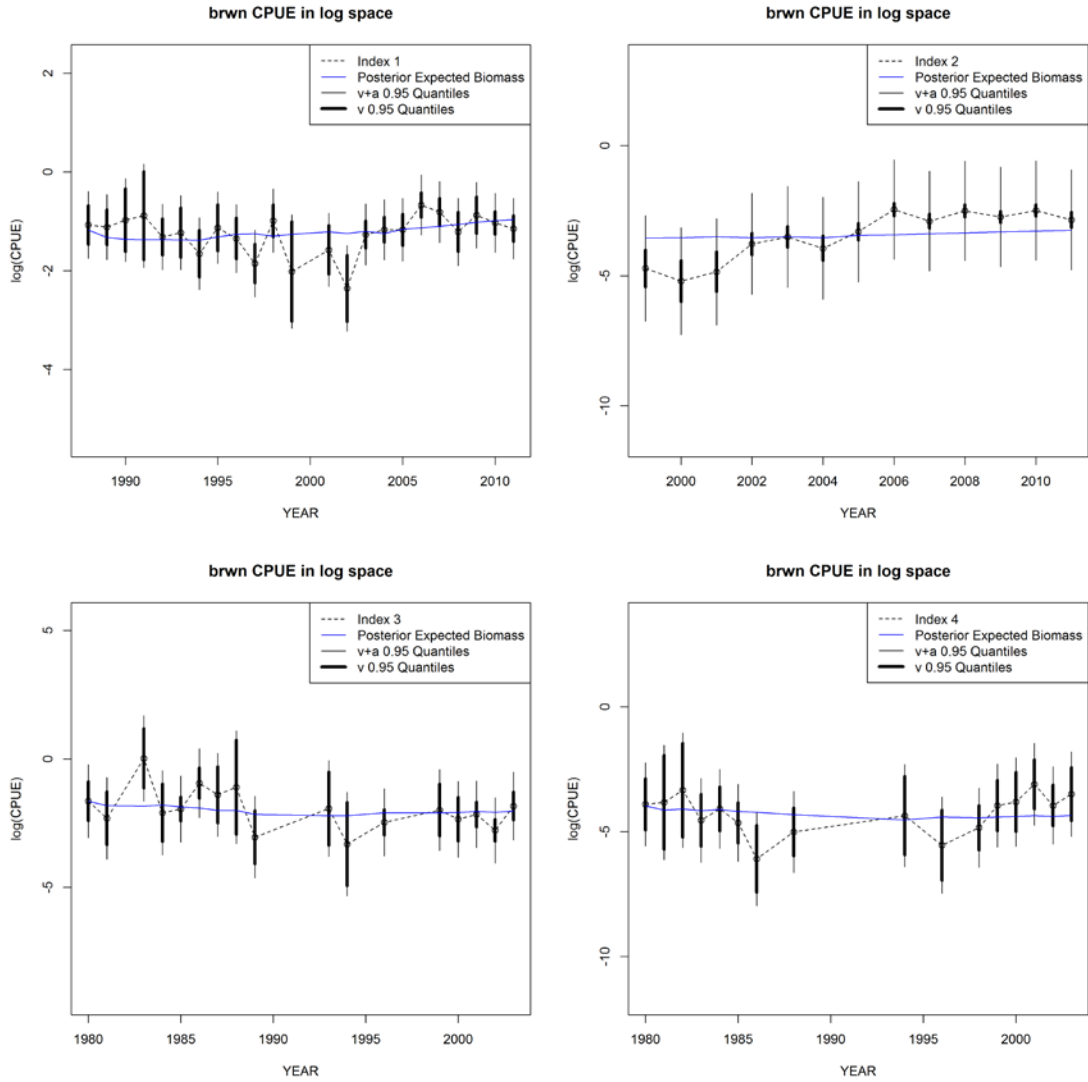 brwn CPUE in log space
Index 1
Posterior Expected Biomass
v+a 0.95 Quantiles
v 0.95 Quantiles
log(CPUE)
2
0
-2
-4
1990 1995 2000 2005 2010
YEAR
brwn CPUE in log space
Index 2
Posterior Expected Biomass
v+a 0.95 Quantiles
v 0.95 Quantiles
log(CPUE)
0
-5
-10
2000 2002 2004 2006 2008 2010
YEAR
brwn CPUE in log space
Index 3
Posterior Expected Biomass
v+a 0.95 Quantiles
v 0.95 Quantiles
log(CPUE)
5
0
-5
1980 1985 1990 1995 2000
YEAR
brwn CPUE in log space
Index 4
Posterior Expected Biomass
v+a 0.95 Quantiles
v 0.95 Quantiles
log(CPUE)
0
-5
-10
1980 1985 1990 1995 2000
YEAR